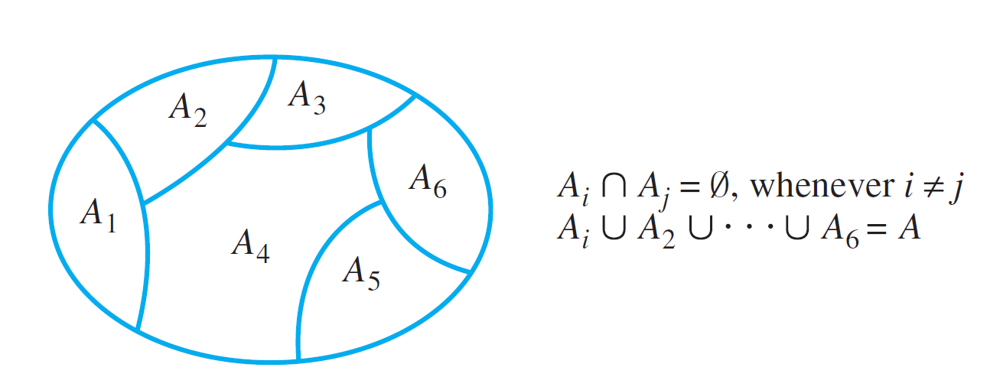 A₂
A₃
A₆
A₁
A₄
A₅
Aᵢ ∩ Aⱼ = Ø, whenever i ≠ j
Aᵢ ∪ A₂ ∪ · · · ∪ A₆ = A